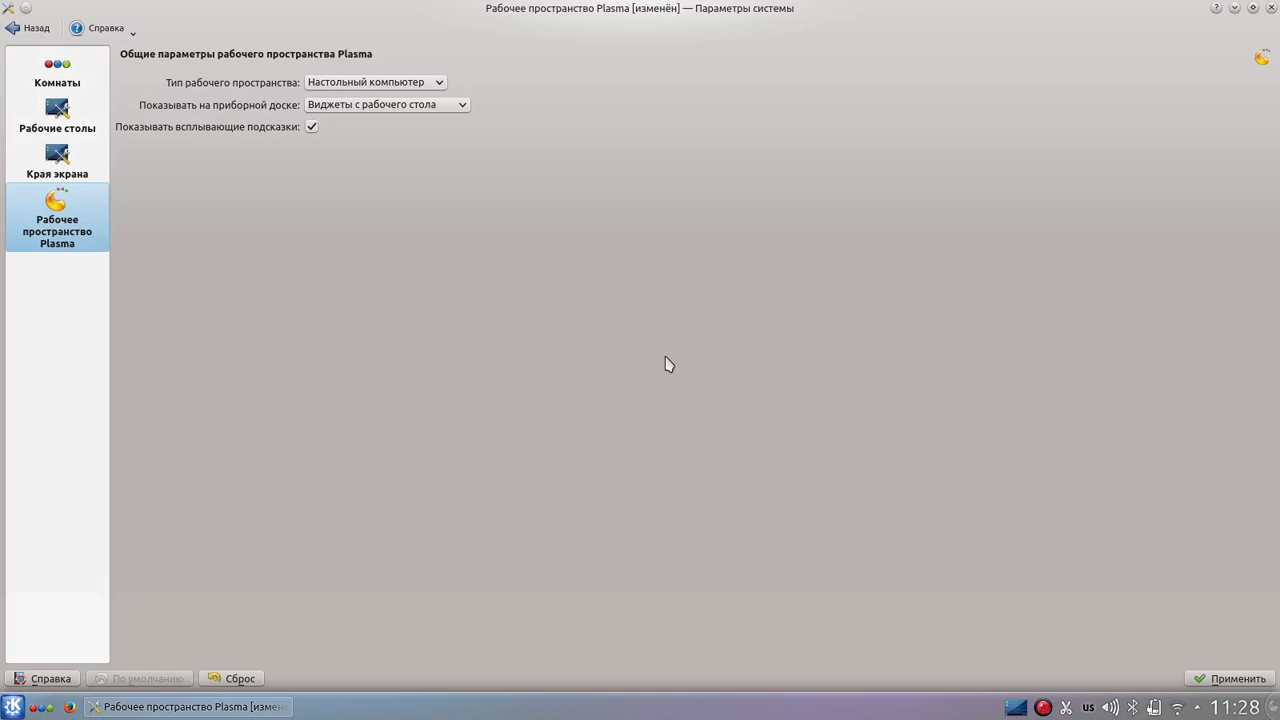 Рабочее пространство Plasma [изменён] — Параметры системы
Назад
Справка
Комнаты
Рабочие столы
Края экрана
Рабочее
пространство
Plasma
Общие параметры рабочего пространства Plasma
Тип рабочего пространства: Настольный компьютер
Показывать на приборной доске: Виджеты с рабочего стола
Показывать всплывающие подсказки:
Справка
По умолчанию
Сброс
Применить
Рабочее пространство Plasma [измен
us
11:28